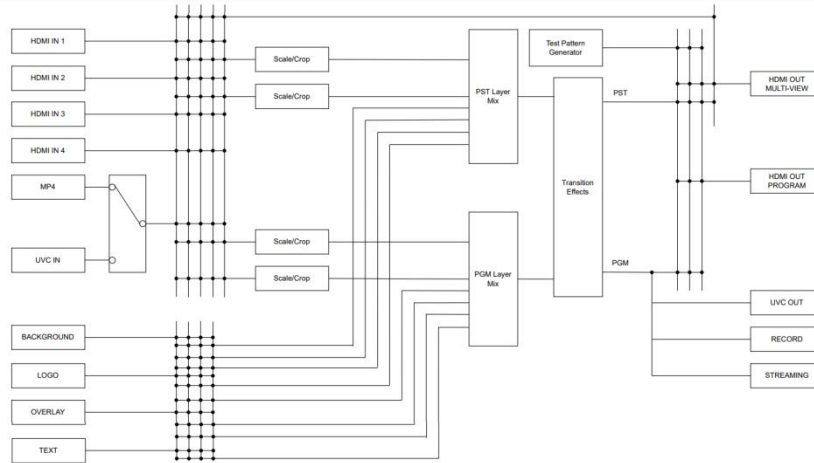 HDMI IN 1
HDMI IN 2
HDMI IN 3
HDMI IN 4
MP4
UVC IN
BACKGROUND
LOGO
OVERLAY
TEXT
Scale/Crop
Scale/Crop
Scale/Crop
Scale/Crop
PST Layer
Mix
PGM Layer
Mix
Test Pattern
Generator
Transition
Effects
PST
PGM
HDMI OUT
MULTI-VIEW
HDMI OUT
PROGRAM
UVC OUT
RECORD
STREAMING